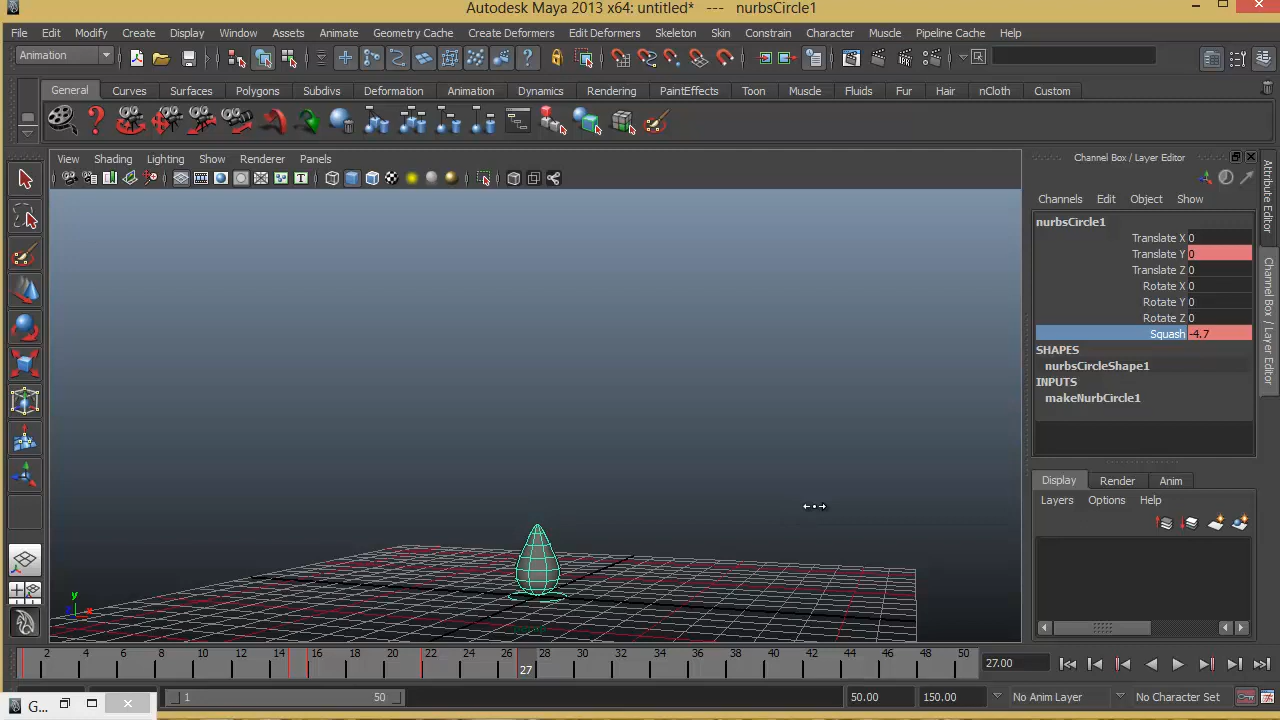 Autodesk Maya 2013 x64: untitled* --- nurbsCircle1
File Edit Modify Create Display Window Assets Animate Geometry Cache Create Deformers Edit Deformers Skeleton Skin Constrain Character Muscle Pipeline Cache Help
Animation
General Curves Surfaces Polygons Subdivs Deformation Animation Dynamics Rendering PaintEffects Toon Muscle Fluids Fur Hair nCloth Custom
View Shading Lighting Show Renderer Panels
Channel Box / Layer Editor
Channels Edit Object Show
nurbsCircle1
Translate X 0
Translate Y 0
Translate Z 0
Rotate X 0
Rotate Y 0
Rotate Z 0
Squash -4.7
SHAPES
nurbsCircleShape1
INPUTS
makeNurbCircle1
Attribute Editor
Channel Box / Layer Editor
Display Render Anim
Layers Options Help
y
x
2 4 6 8 10 12 14 16 18 20 22 24 26 28 30 32 34 36 38 40 42 44 46 48 50
27
27.00
1 50
50.00 150.00 No Anim Layer No Character Set
G...